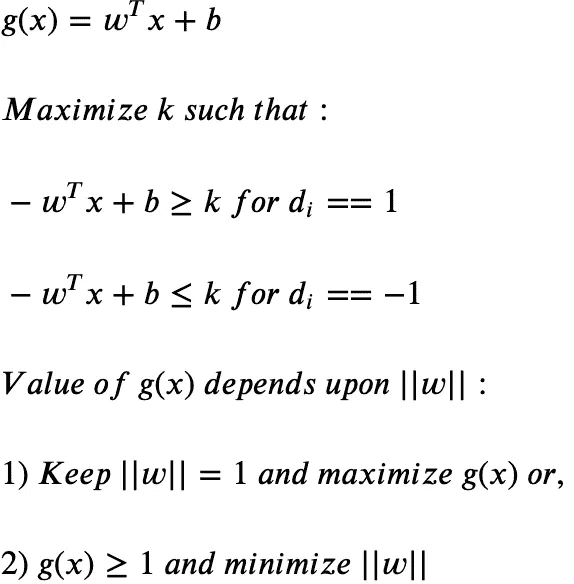 g(x) = w^T x + b
Maximize k such that :
− w^T x + b ≥ k for d_i == 1
− w^T x + b ≤ k for d_i == −1
Value of g(x) depends upon ||w|| :
1) Keep ||w|| = 1 and maximize g(x) or,
2) g(x) ≥ 1 and minimize ||w||